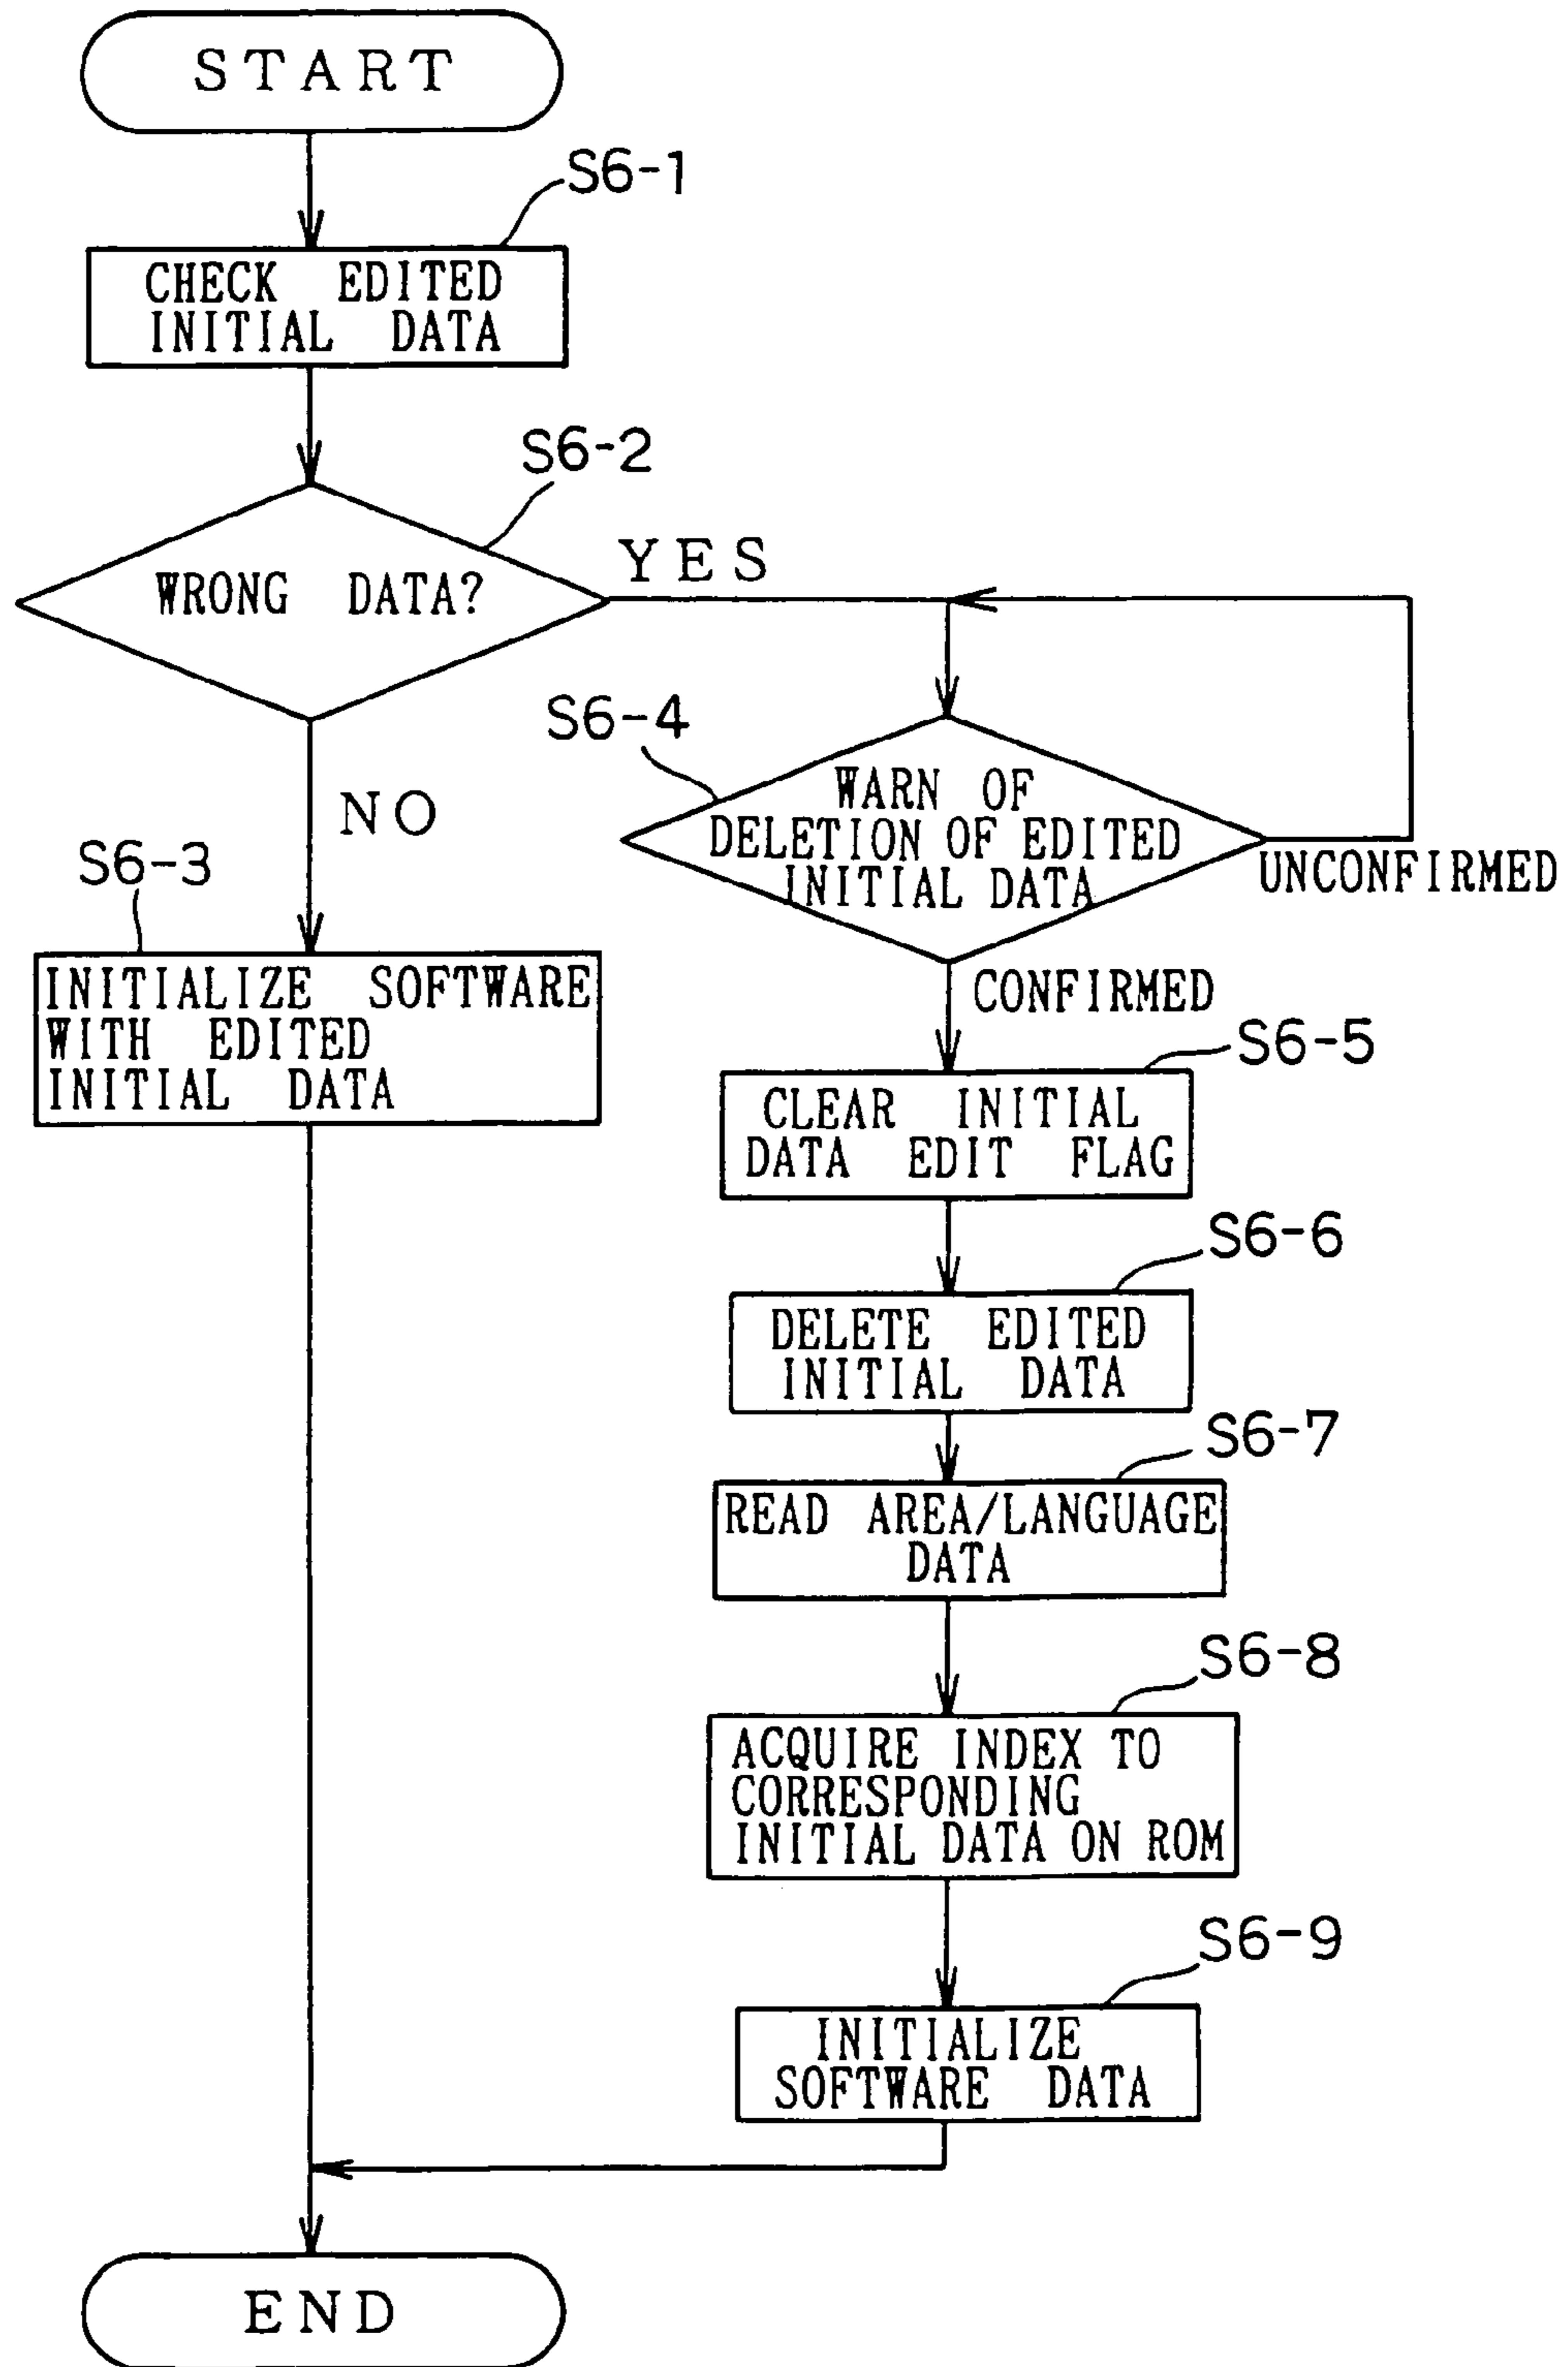 START
S6-1
CHECK EDITED
INITIAL DATA
S6-2
WRONG DATA?
YES
NO
S6-3
INITIALIZE SOFTWARE
WITH EDITED
INITIAL DATA
S6-4
WARN OF
DELETION OF EDITED
INITIAL DATA
UNCONFIRMED
CONFIRMED
S6-5
CLEAR INITIAL
DATA EDIT FLAG
S6-6
DELETE EDITED
INITIAL DATA
S6-7
READ AREA/LANGUAGE
DATA
S6-8
ACQUIRE INDEX TO
CORRESPONDING
INITIAL DATA ON ROM
S6-9
INITIALIZE
SOFTWARE DATA
END